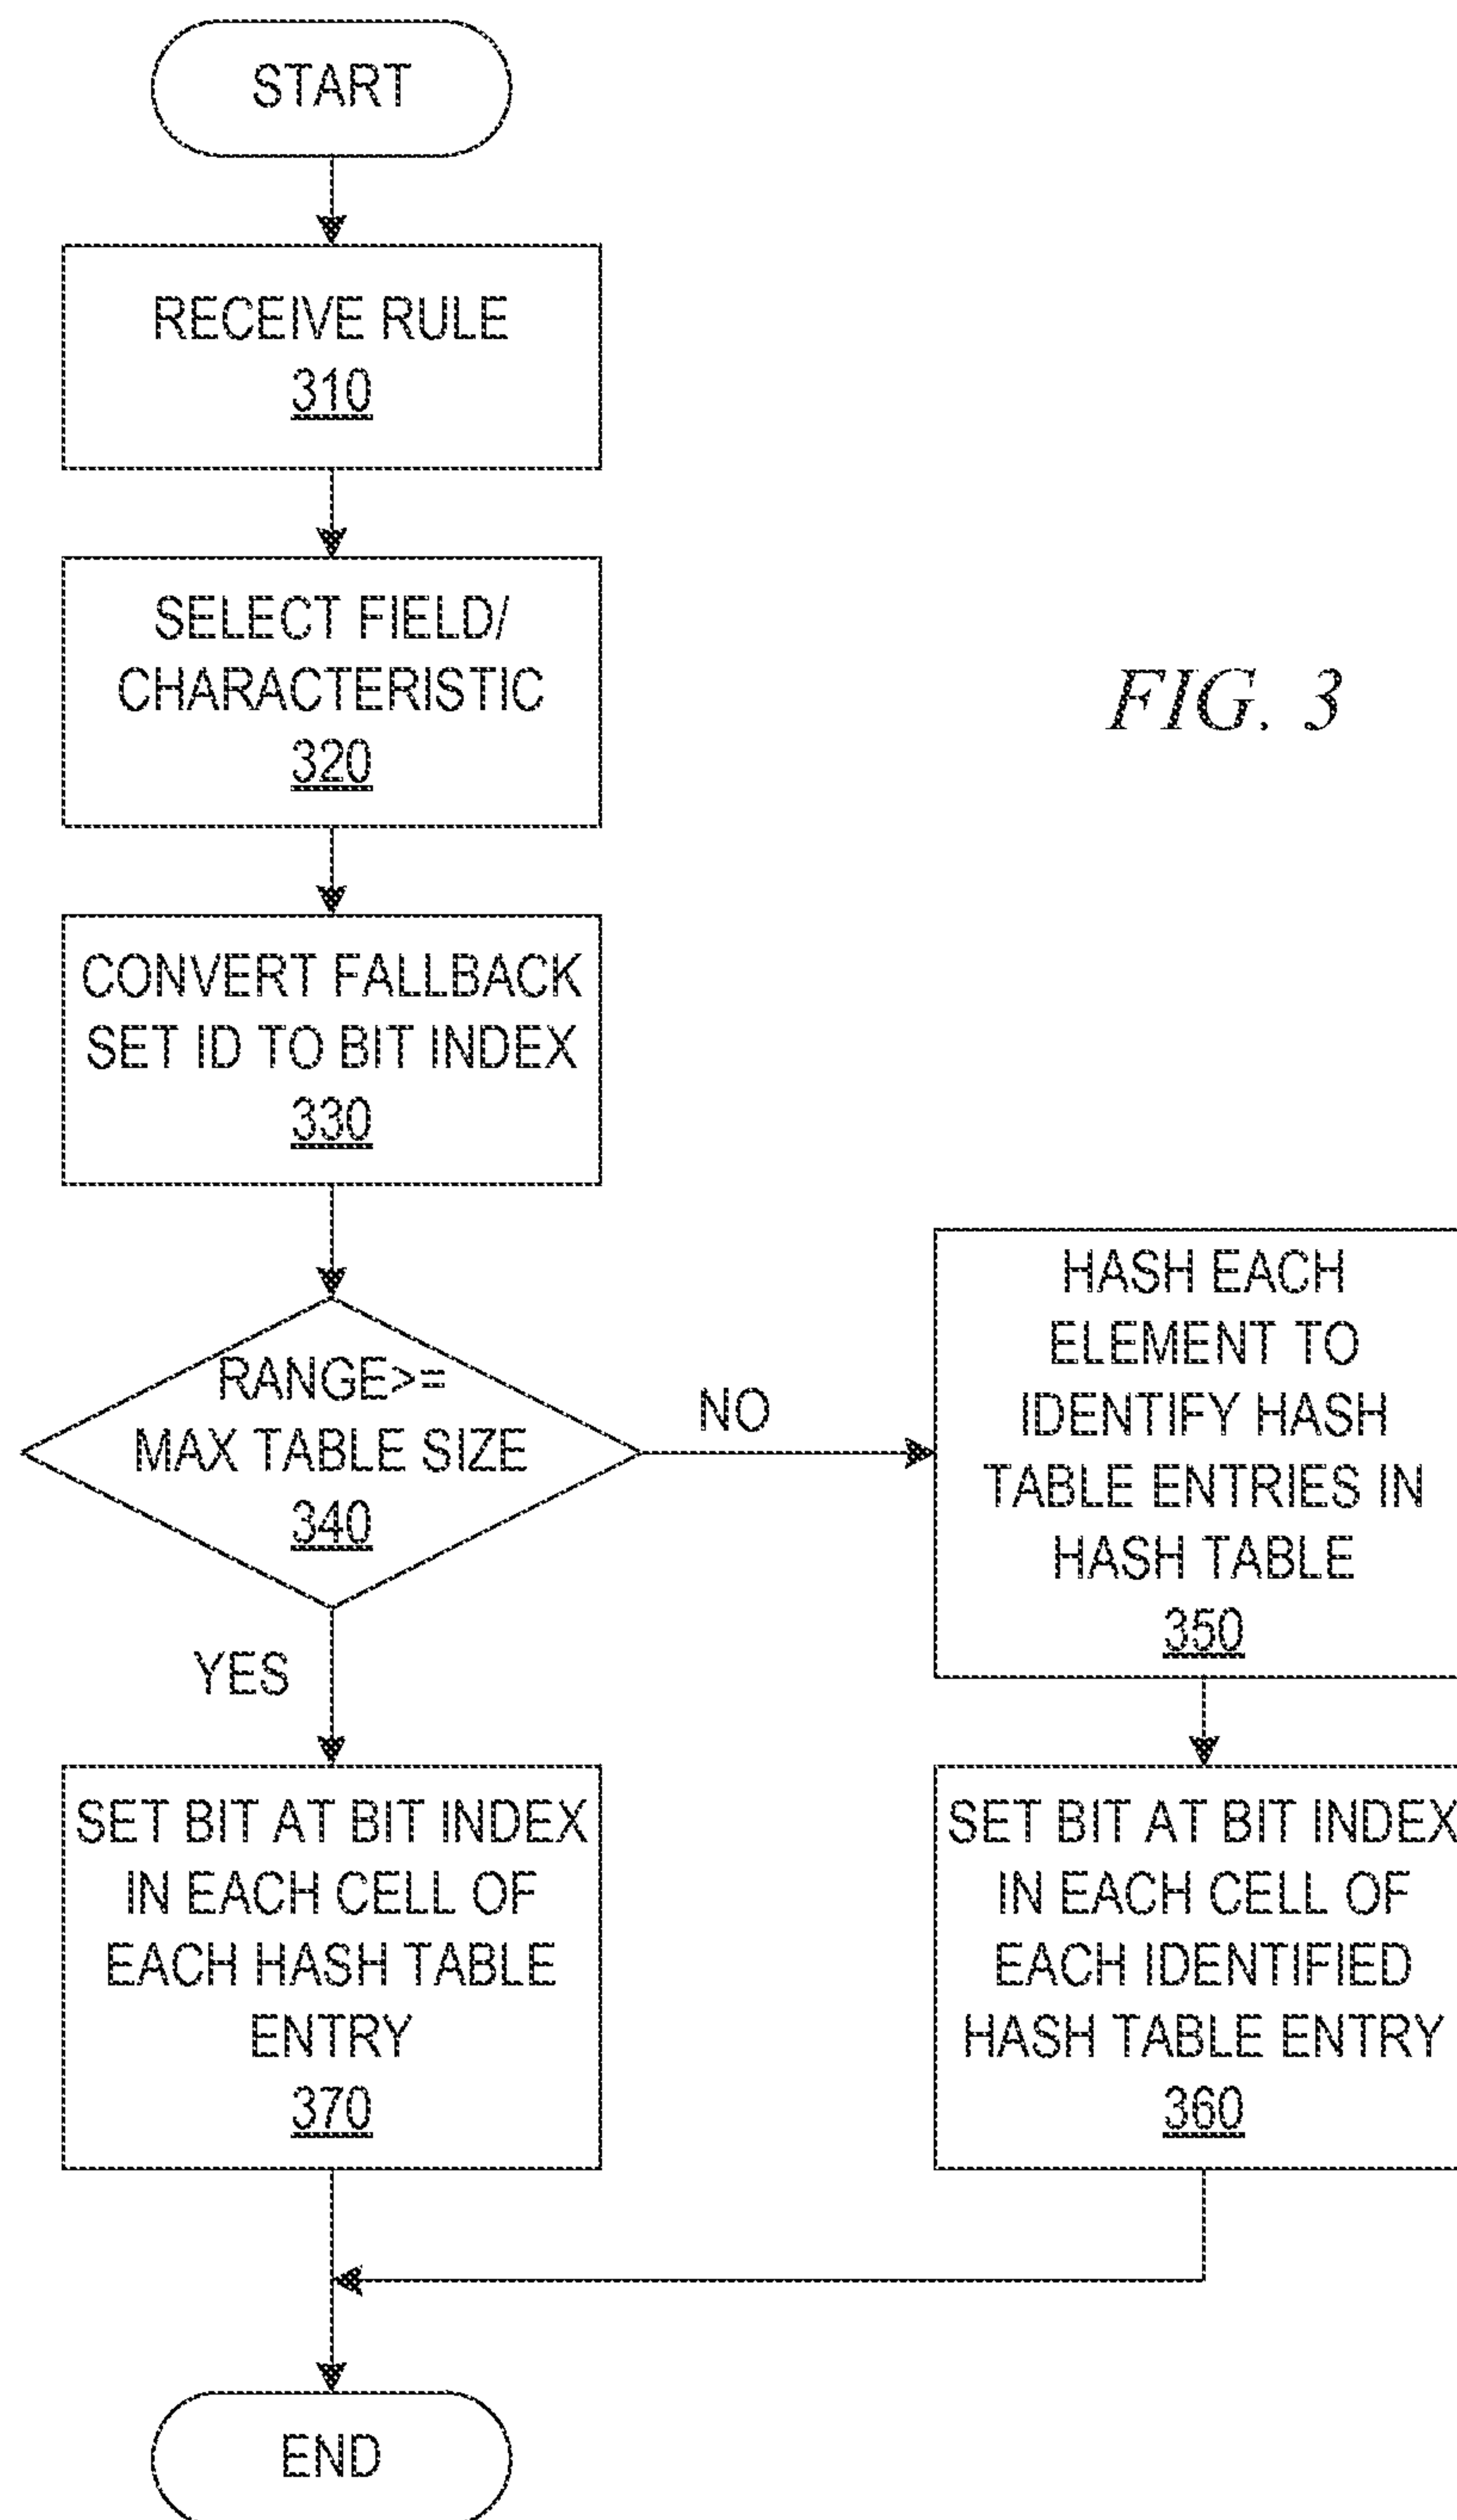 START
RECEIVE RULE
310
SELECT FIELD/
CHARACTERISTIC
320
FIG. 3
CONVERT FALLBACK
SET ID TO BIT INDEX
330
RANGE>=
MAX TABLE SIZE
340
NO
YES
HASH EACH
ELEMENT TO
IDENTIFY HASH
TABLE ENTRIES IN
HASH TABLE
350
SET BIT AT BIT INDEX
IN EACH CELL OF
EACH HASH TABLE
ENTRY
370
SET BIT AT BIT INDEX
IN EACH CELL OF
EACH IDENTIFIED
HASH TABLE ENTRY
360
END